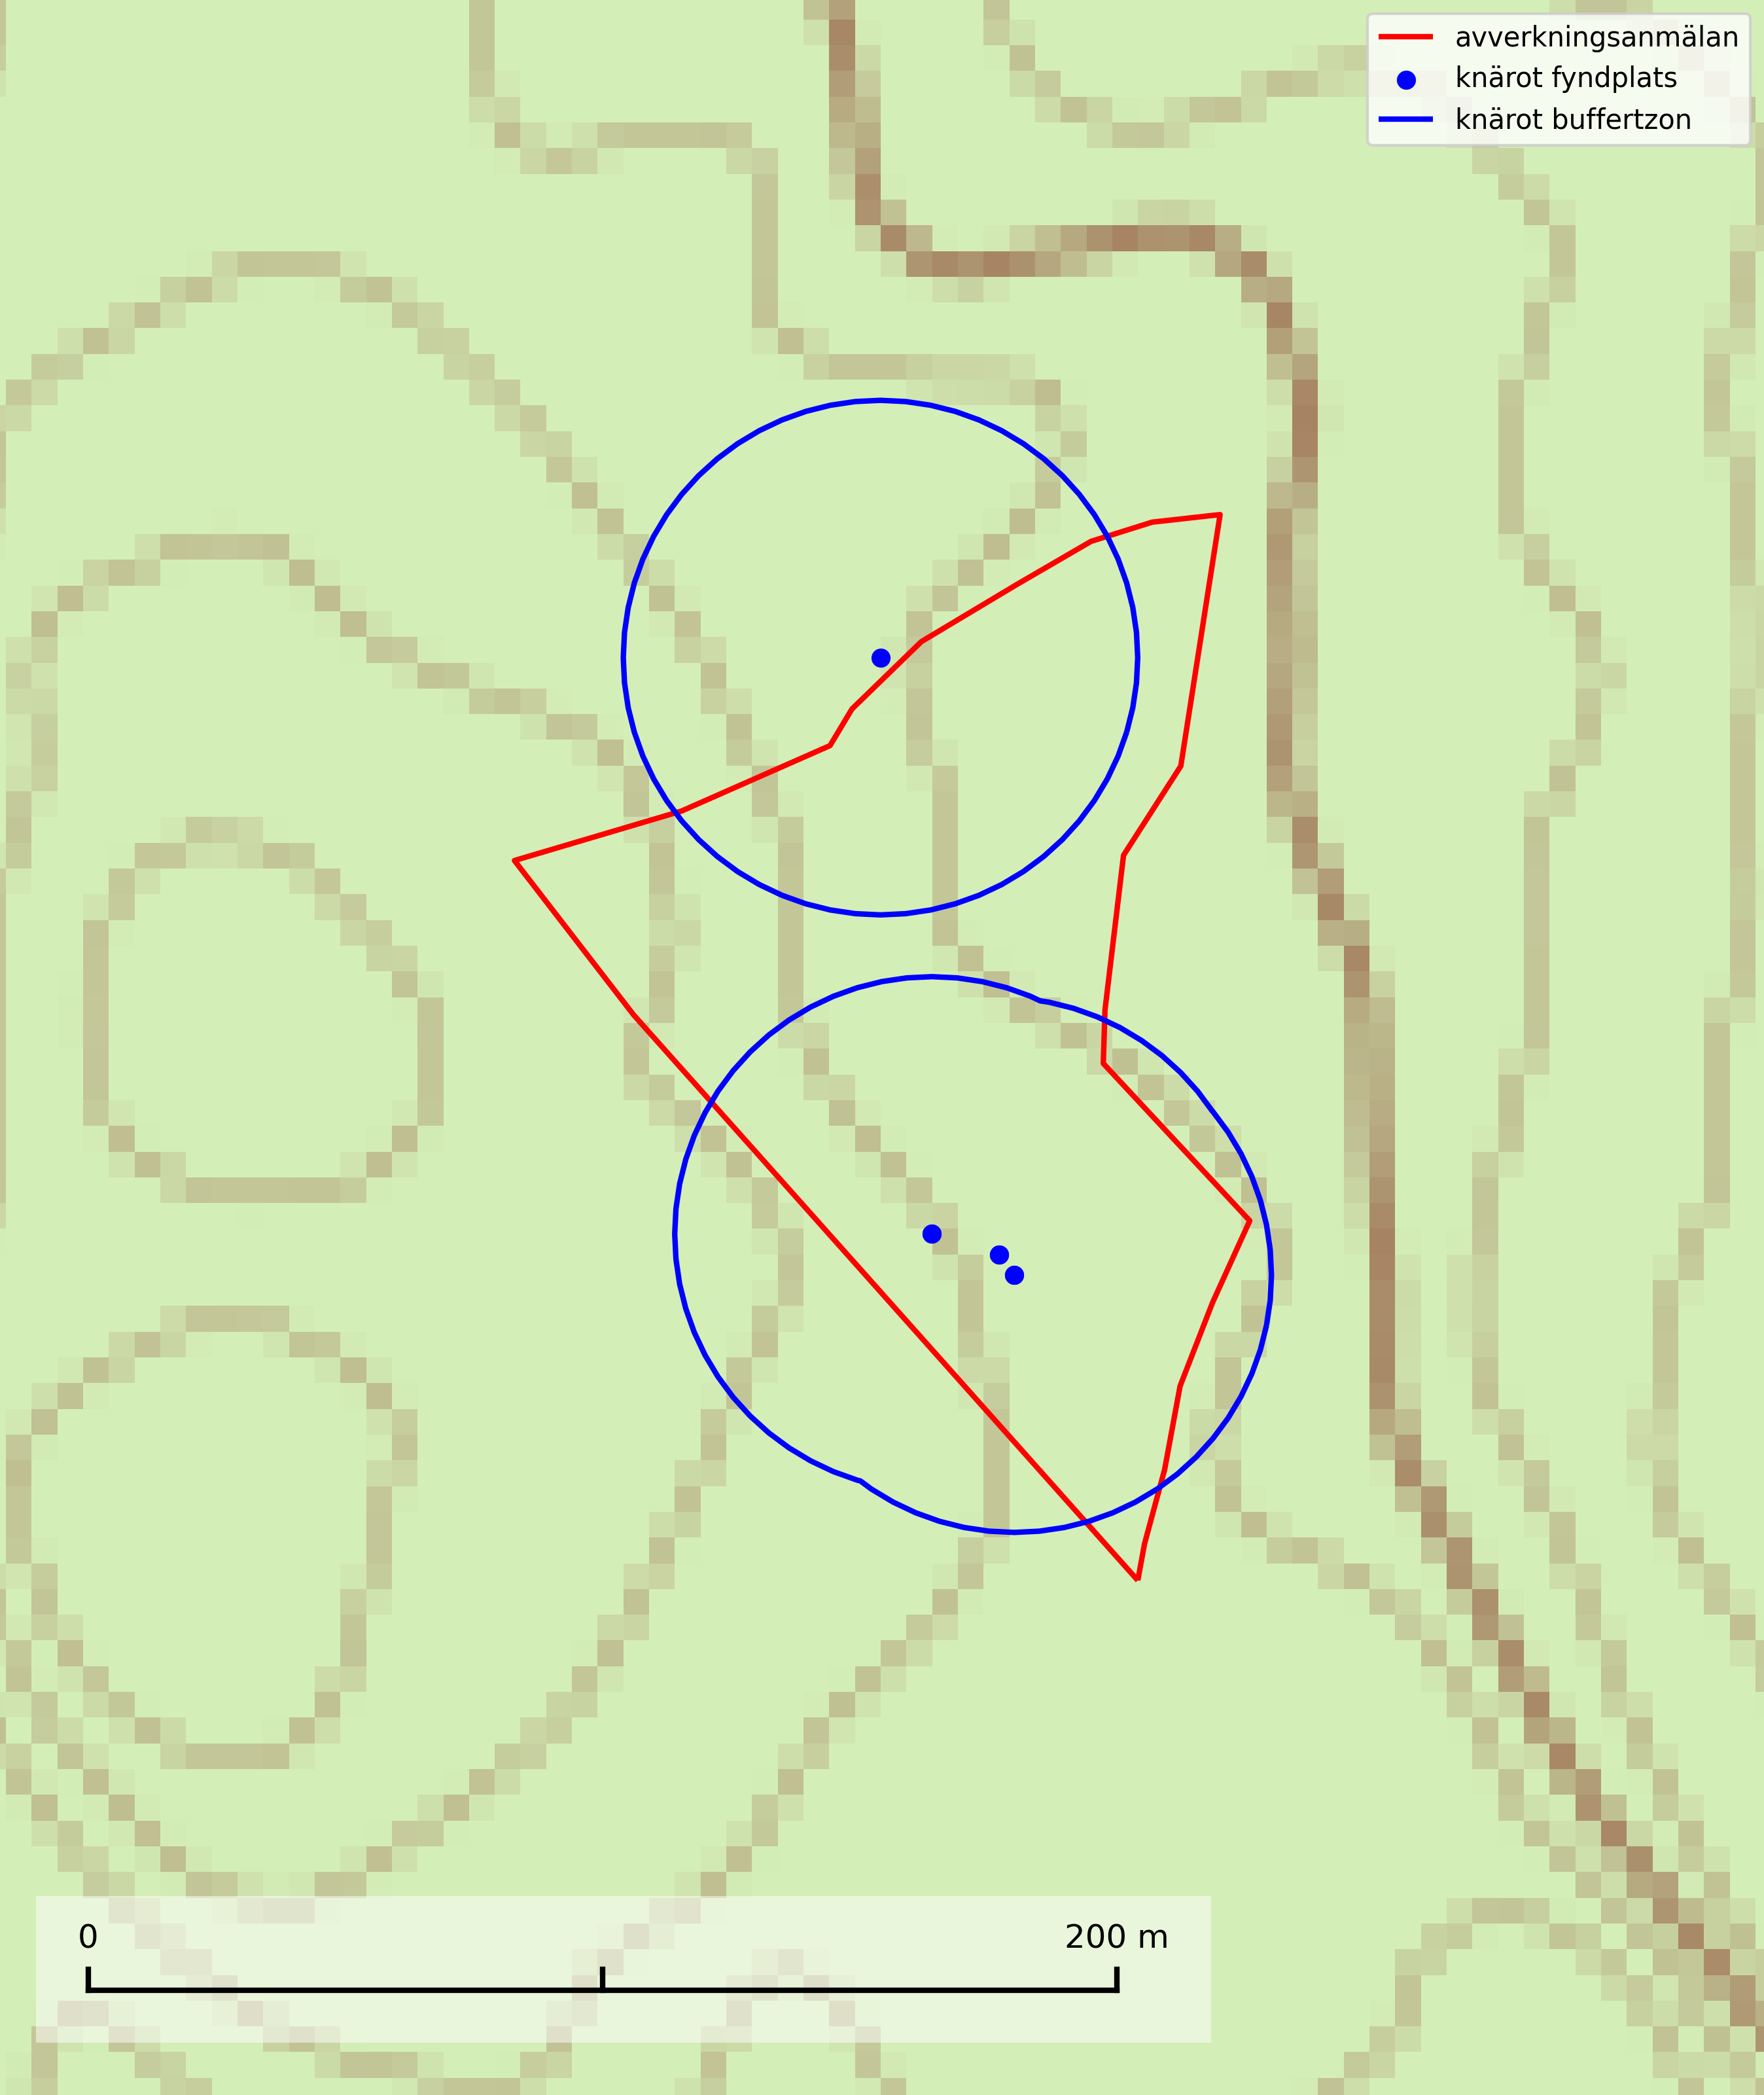 avverkningsanmälan
knärot fyndplats
knärot buffertzon
0 200 m